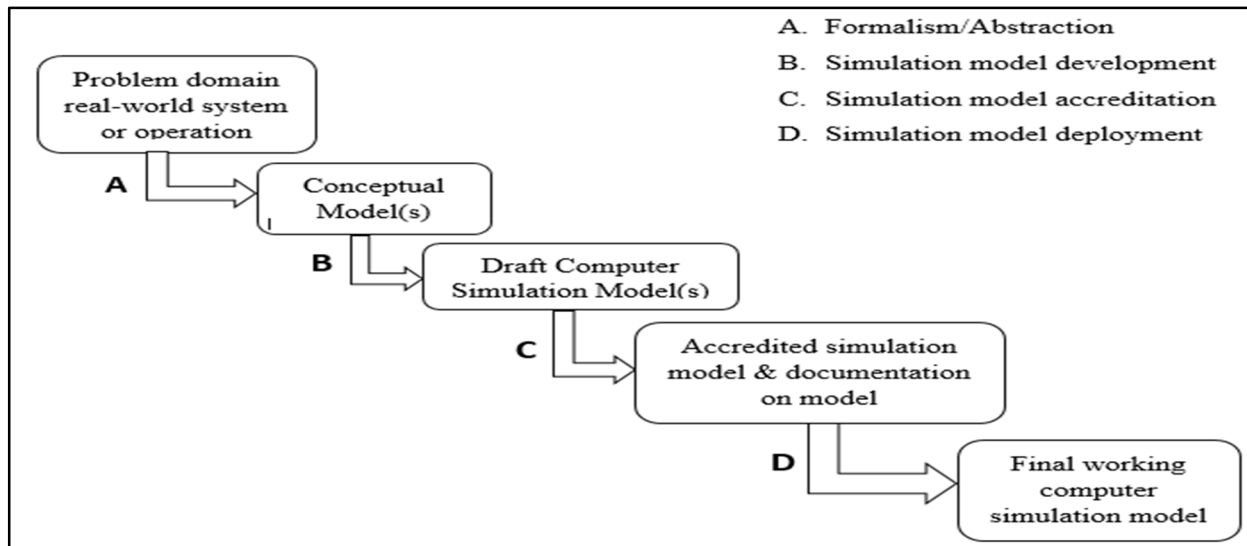 A. Formalism/Abstraction
B. Simulation model development
C. Simulation model accreditation
D. Simulation model deployment
Problem domain
real-world system
or operation
A
Conceptual
Model(s)
B
Draft Computer
Simulation Model(s)
C
Accredited simulation
model & documentation
on model
D
Final working
computer
simulation model